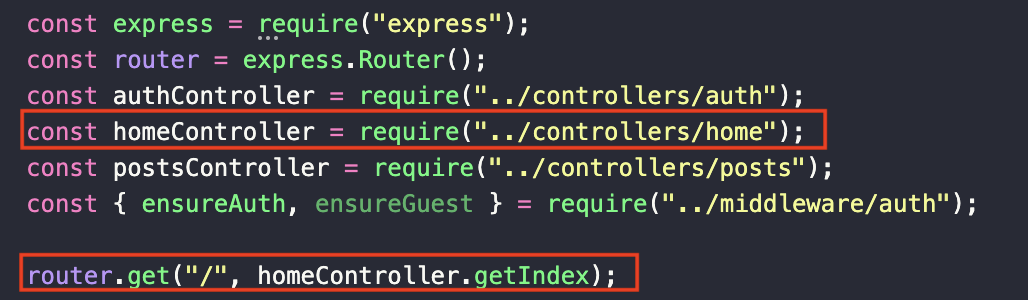 const express = require("express");
const router = express.Router();
const authController = require("../controllers/auth");
const homeController = require("../controllers/home");
const postsController = require("../controllers/posts");
const { ensureAuth, ensureGuest } = require("../middleware/auth");
router.get("/", homeController.getIndex);